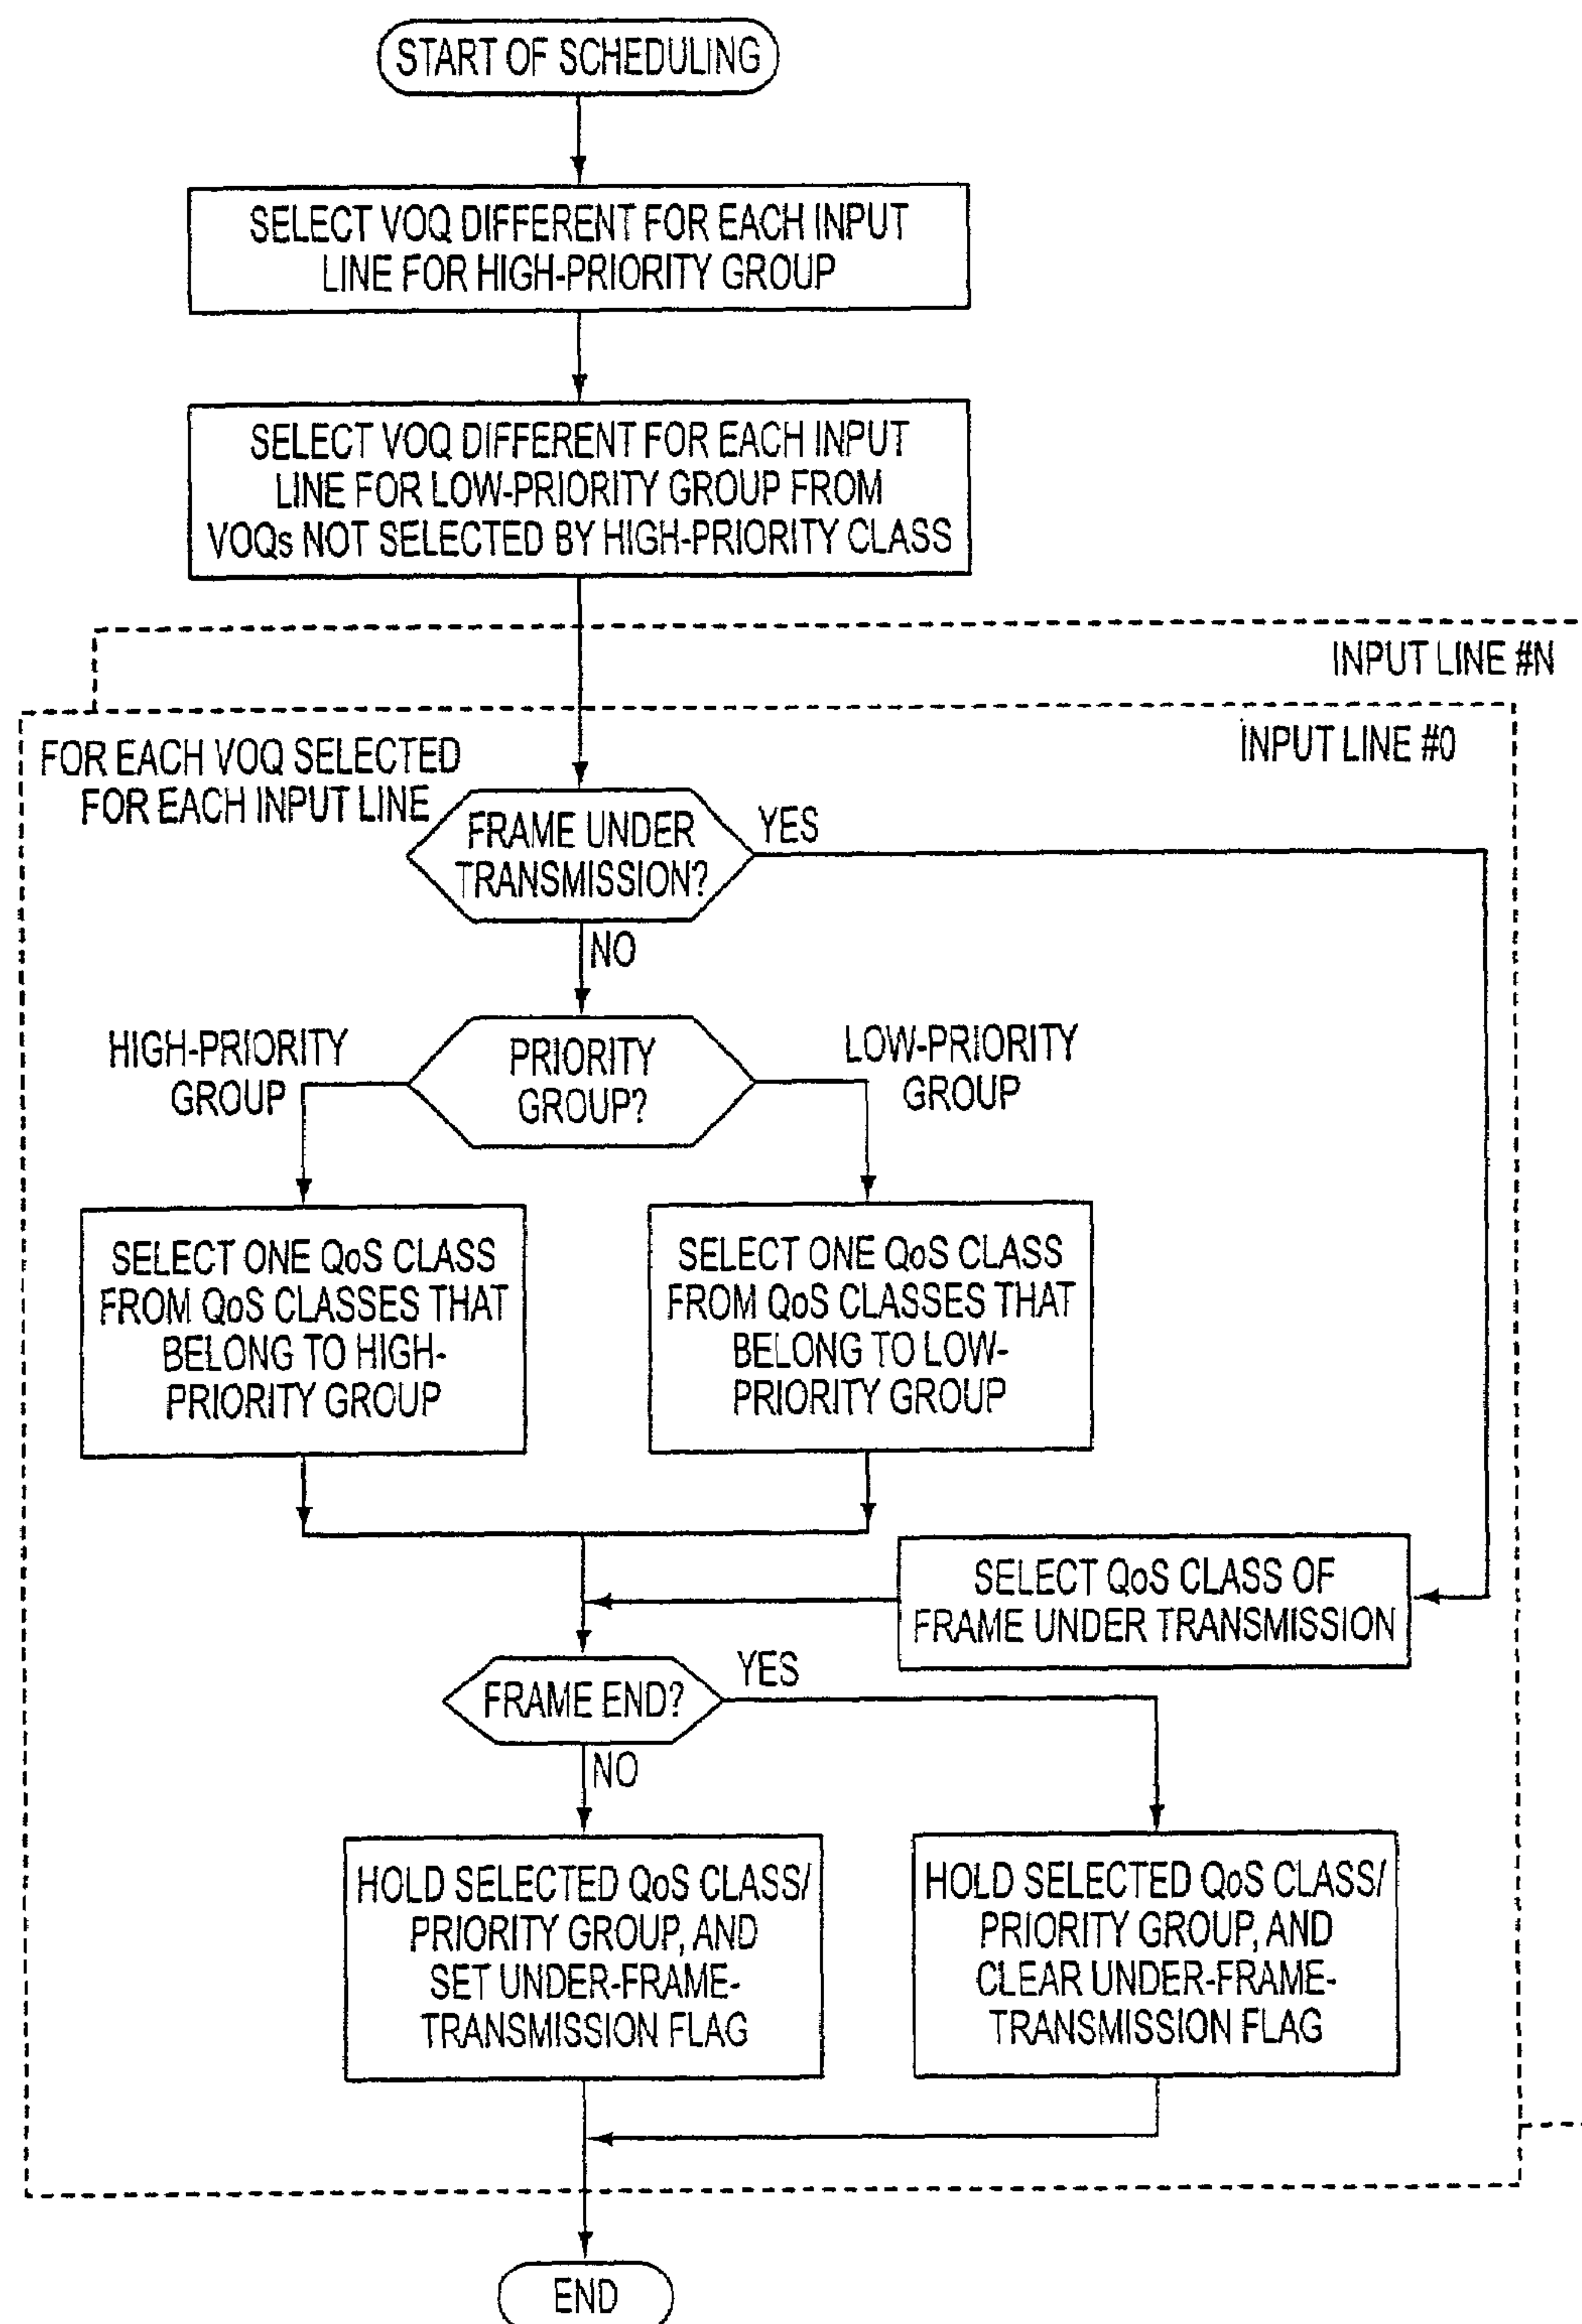 START OF SCHEDULING
SELECT VOQ DIFFERENT FOR EACH INPUT
LINE FOR HIGH-PRIORITY GROUP
SELECT VOQ DIFFERENT FOR EACH INPUT
LINE FOR LOW-PRIORITY GROUP FROM
VOQs NOT SELECTED BY HIGH-PRIORITY CLASS
INPUT LINE #N
INPUT LINE #0
FOR EACH VOQ SELECTED
FOR EACH INPUT LINE
FRAME UNDER
TRANSMISSION?
YES
NO
HIGH-PRIORITY
GROUP
PRIORITY
GROUP?
LOW-PRIORITY
GROUP
SELECT ONE QoS CLASS
FROM QoS CLASSES THAT
BELONG TO HIGH-
PRIORITY GROUP
SELECT ONE QoS CLASS
FROM QoS CLASSES THAT
BELONG TO LOW-
PRIORITY GROUP
SELECT QoS CLASS OF
FRAME UNDER TRANSMISSION
FRAME END?
YES
NO
HOLD SELECTED QoS CLASS/
PRIORITY GROUP, AND
SET UNDER-FRAME-
TRANSMISSION FLAG
HOLD SELECTED QoS CLASS/
PRIORITY GROUP, AND
CLEAR UNDER-FRAME-
TRANSMISSION FLAG
END